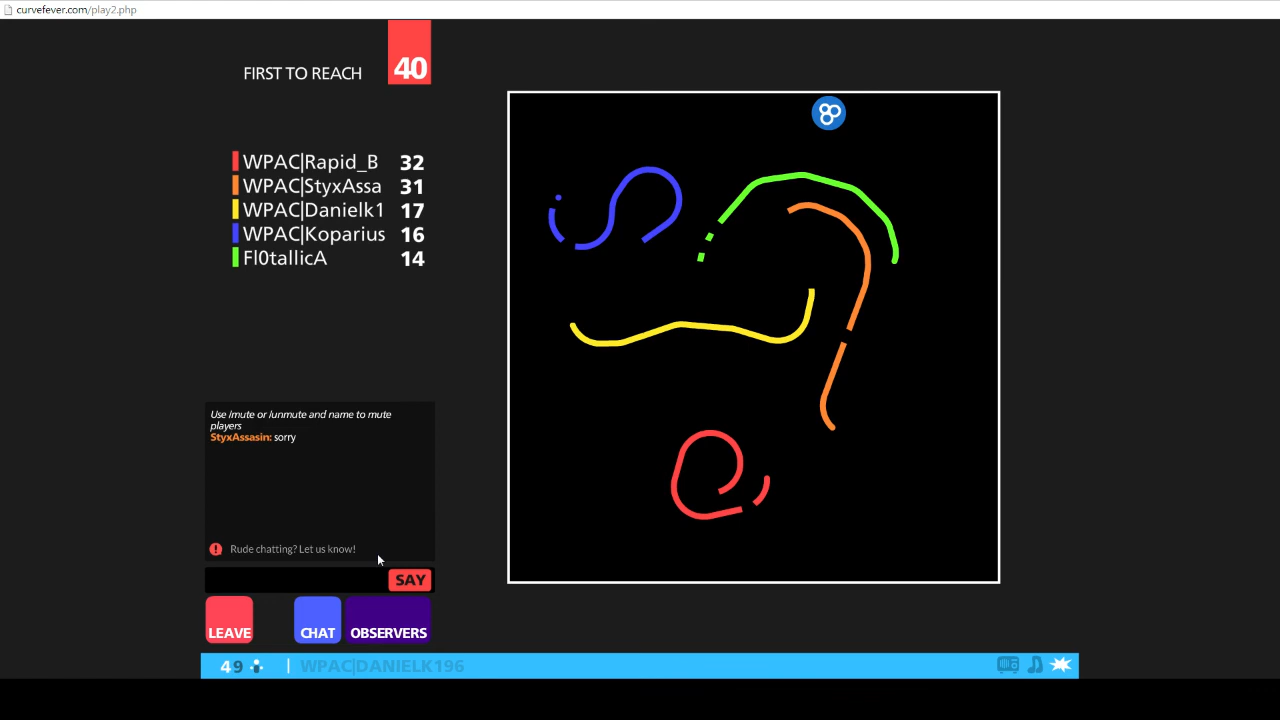 curvefever.com/play2.php
FIRST TO REACH 40
WPAC|Rapid_B 32
WPAC|StyxAssa 31
WPAC|Danielk1 17
WPAC|Koparius 16
Fl0tallicA 14
Use /mute or /unmute and name to mute
players
StyxAssasin: sorry
Rude chatting? Let us know!
SAY
LEAVE CHAT OBSERVERS
49 WPAC|DANIELK196